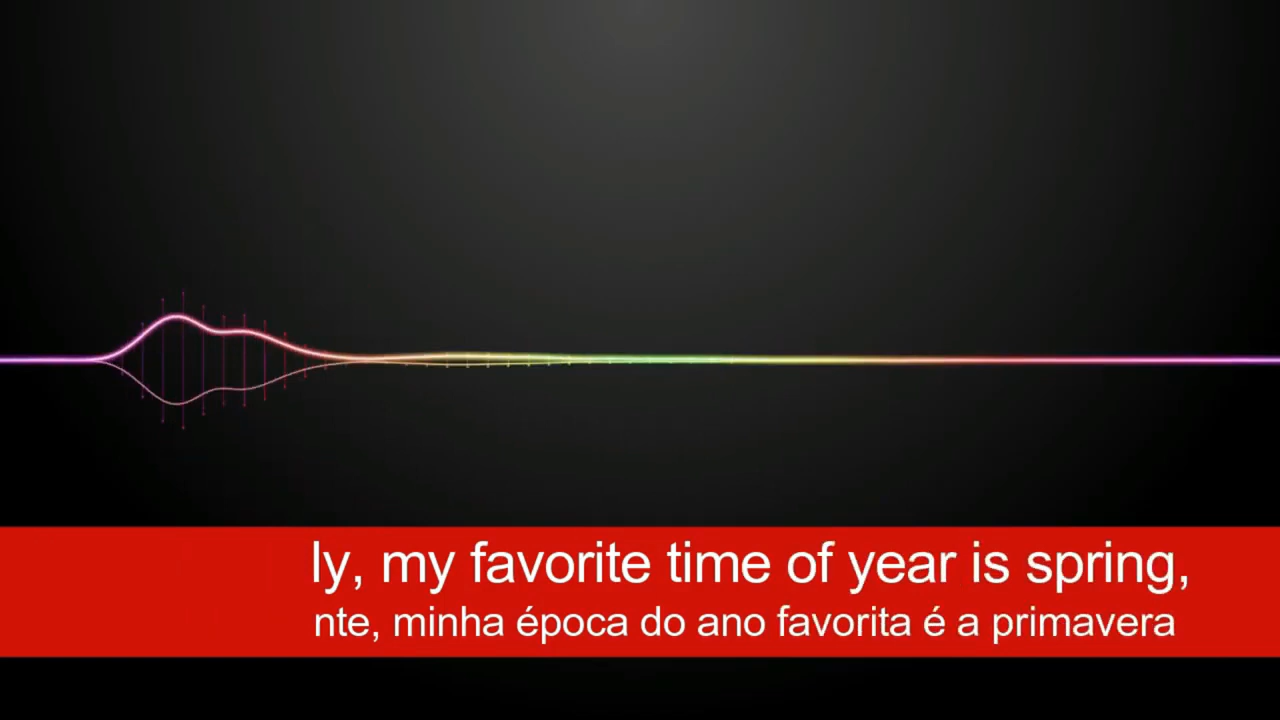 ly, my favorite time of year is spring,
nte, minha época do ano favorita é a primavera